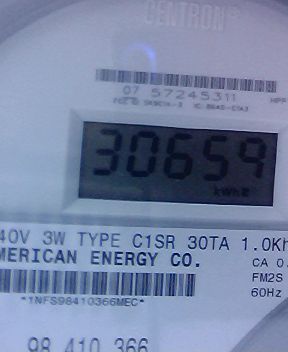 CENTRON®
07 57245311
30659
kWh
40V 3W TYPE C1SR 30TA 1.0Kh
MERICAN ENERGY CO.
CA 0.
FM2S
60Hz
*1NFS98410366MEC*
98 410 366